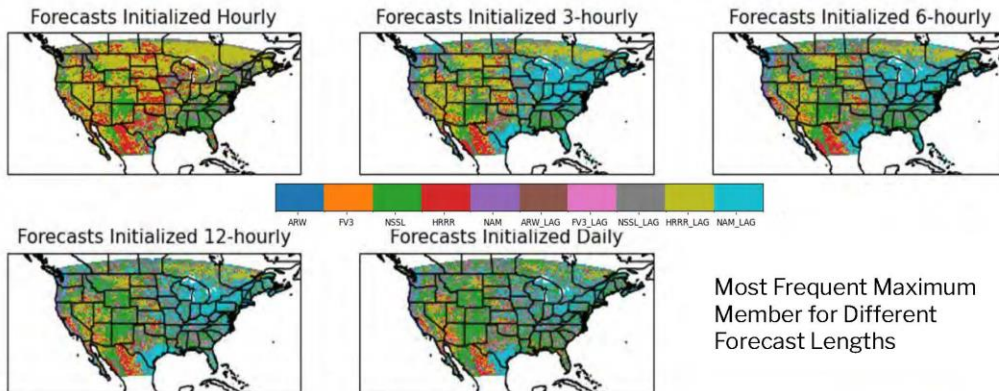 Forecasts Initialized Hourly
Forecasts Initialized 3-hourly
Forecasts Initialized 6-hourly
ARW FV3 NSSL HRRR NAM ARW_LAG FV3_LAG NSSL_LAG HRRR_LAG NAM_LAG
Forecasts Initialized 12-hourly
Forecasts Initialized Daily
Most Frequent Maximum
Member for Different
Forecast Lengths